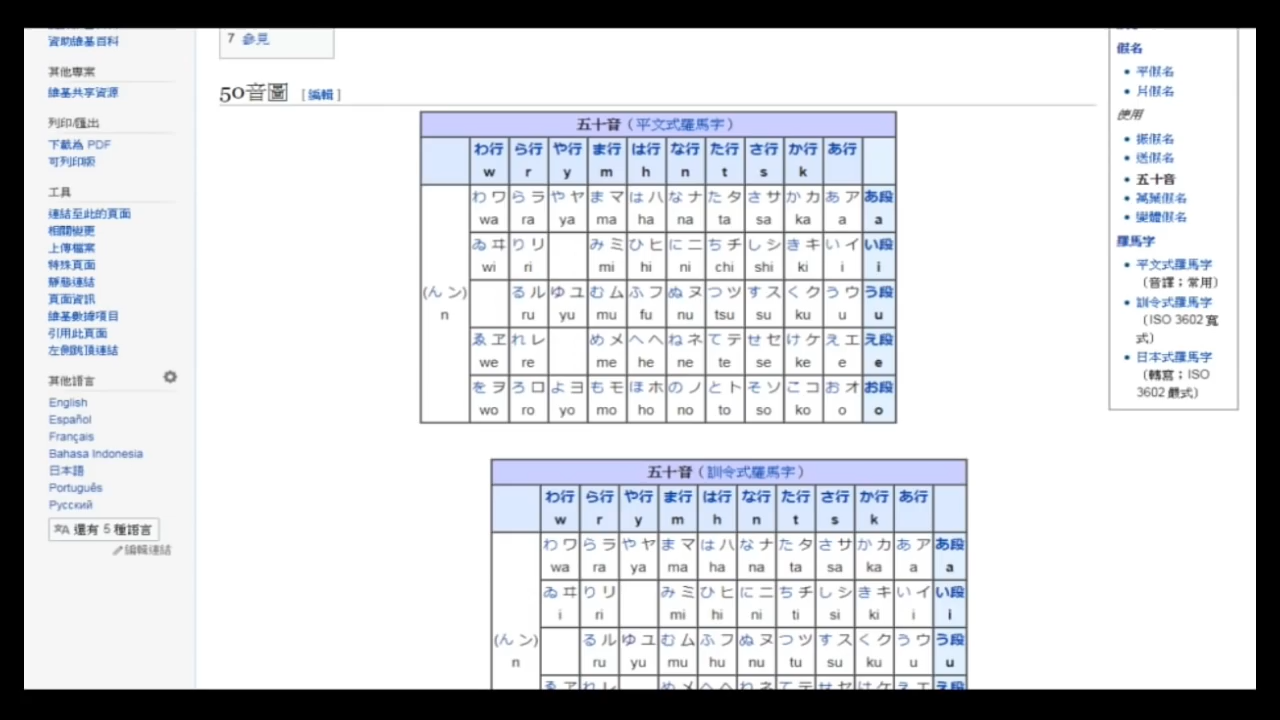 資助維基百科
其他專案
維基共享資源
列印/匯出
下載為 PDF
可列印版
工具
連結至此的頁面
相關變更
上傳檔案
特殊頁面
靜態連結
頁面資訊
維基數據項目
引用此頁面
左側跳頂連結
其他語言
English
Español
Français
Bahasa Indonesia
日本語
Português
Русский
文A 還有 5 種語言
編輯連結
7 參見
50音圖 [編輯]
五十音（平文式羅馬字）
わ行 ら行 や行 ま行 は行 な行 た行 さ行 か行 あ行
w r y m h n t s k
わ ワ ら ラ や ヤ ま マ は ハ な ナ た タ さ サ か カ あ ア あ段
wa ra ya ma ha na ta sa ka a a
ゐ ヰ り リ み ミ ひ ヒ に ニ ち チ し シ き キ い イ い段
wi ri mi hi ni chi shi ki i i
(ん ン) る ル ゆ ユ む ム ふ フ ぬ ヌ つ ツ す ス く ク う ウ う段
n ru yu mu fu nu tsu su ku u u
ゑ ヱ れ レ め メ へ ヘ ね ネ て テ せ セ け ケ え エ え段
we re me he ne te se ke e e
を ヲ ろ ロ よ ヨ も モ ほ ホ の ノ と ト そ ソ こ コ お オ お段
wo ro yo mo ho no to so ko o o
五十音（訓令式羅馬字）
わ行 ら行 や行 ま行 は行 な行 た行 さ行 か行 あ行
w r y m h n t s k
わ ワ ら ラ や ヤ ま マ は ハ な ナ た タ さ サ か カ あ ア あ段
wa ra ya ma ha na ta sa ka a a
ゐ ヰ り リ み ミ ひ ヒ に ニ ち チ し シ き キ い イ い段
i ri mi hi ni ti si ki i i
(ん ン) る ル ゆ ユ む ム ふ フ ぬ ヌ つ ツ す ス く ク う ウ う段
n ru yu mu hu nu tu su ku u u
ゑ ヱ れ レ め メ へ ヘ ね ネ て テ せ セ け ケ え エ え段
假名
平假名
片假名
使用
振假名
送假名
五十音
萬葉假名
變體假名
羅馬字
平文式羅馬字
（音譯；常用）
訓令式羅馬字
（ISO 3602 寬
式）
日本式羅馬字
（轉寫；ISO
3602 嚴式）